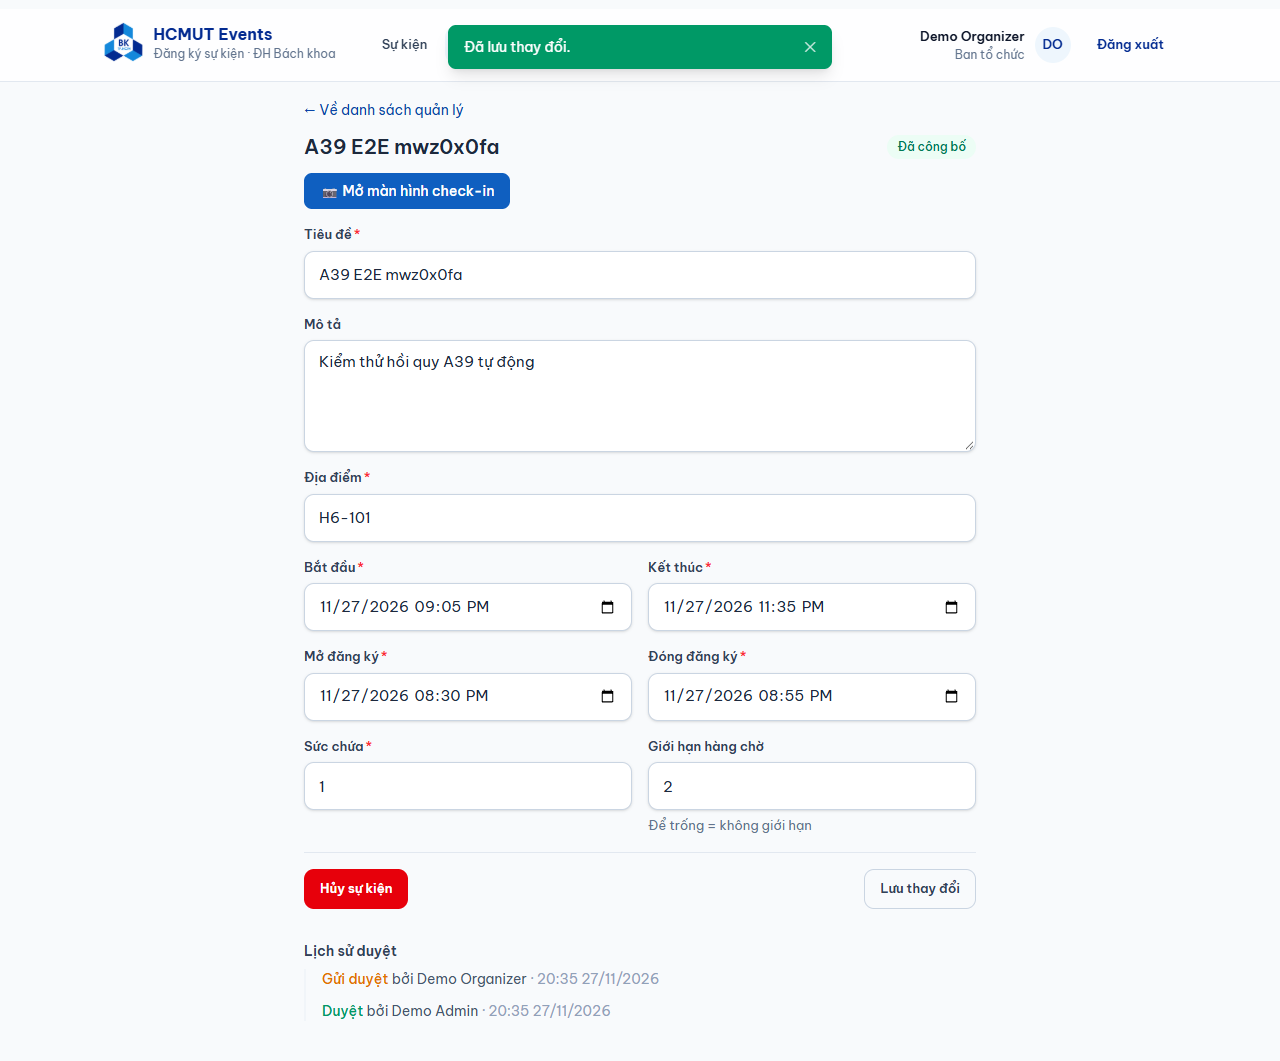 BK
HCMUT Events
Đăng ký sự kiện · ĐH Bách khoa
Sự kiện
Đã lưu thay đổi.
Demo Organizer
Ban tổ chức
DO
Đăng xuất
← Về danh sách quản lý
A39 E2E mwz0x0fa
Đã công bố
Mở màn hình check-in
Tiêu đề *
A39 E2E mwz0x0fa
Mô tả
Kiểm thử hồi quy A39 tự động
Địa điểm *
H6-101
Bắt đầu *
Kết thúc *
11/27/2026 09:05 PM
11/27/2026 11:35 PM
Mở đăng ký *
Đóng đăng ký *
11/27/2026 08:30 PM
11/27/2026 08:55 PM
Sức chứa *
Giới hạn hàng chờ
1
2
Để trống = không giới hạn
Hủy sự kiện
Lưu thay đổi
Lịch sử duyệt
Gửi duyệt bởi Demo Organizer · 20:35 27/11/2026
Duyệt bởi Demo Admin · 20:35 27/11/2026